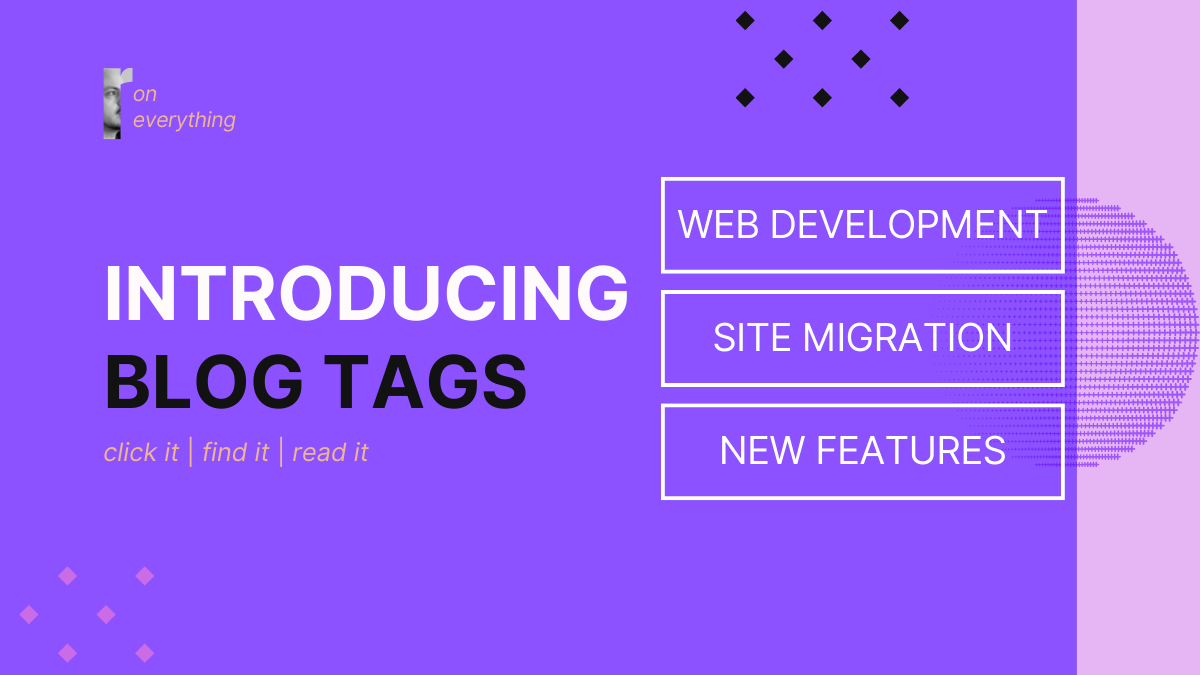 r on
everything
INTRODUCING
BLOG TAGS
click it | find it | read it
WEB DEVELOPMENT
SITE MIGRATION
NEW FEATURES